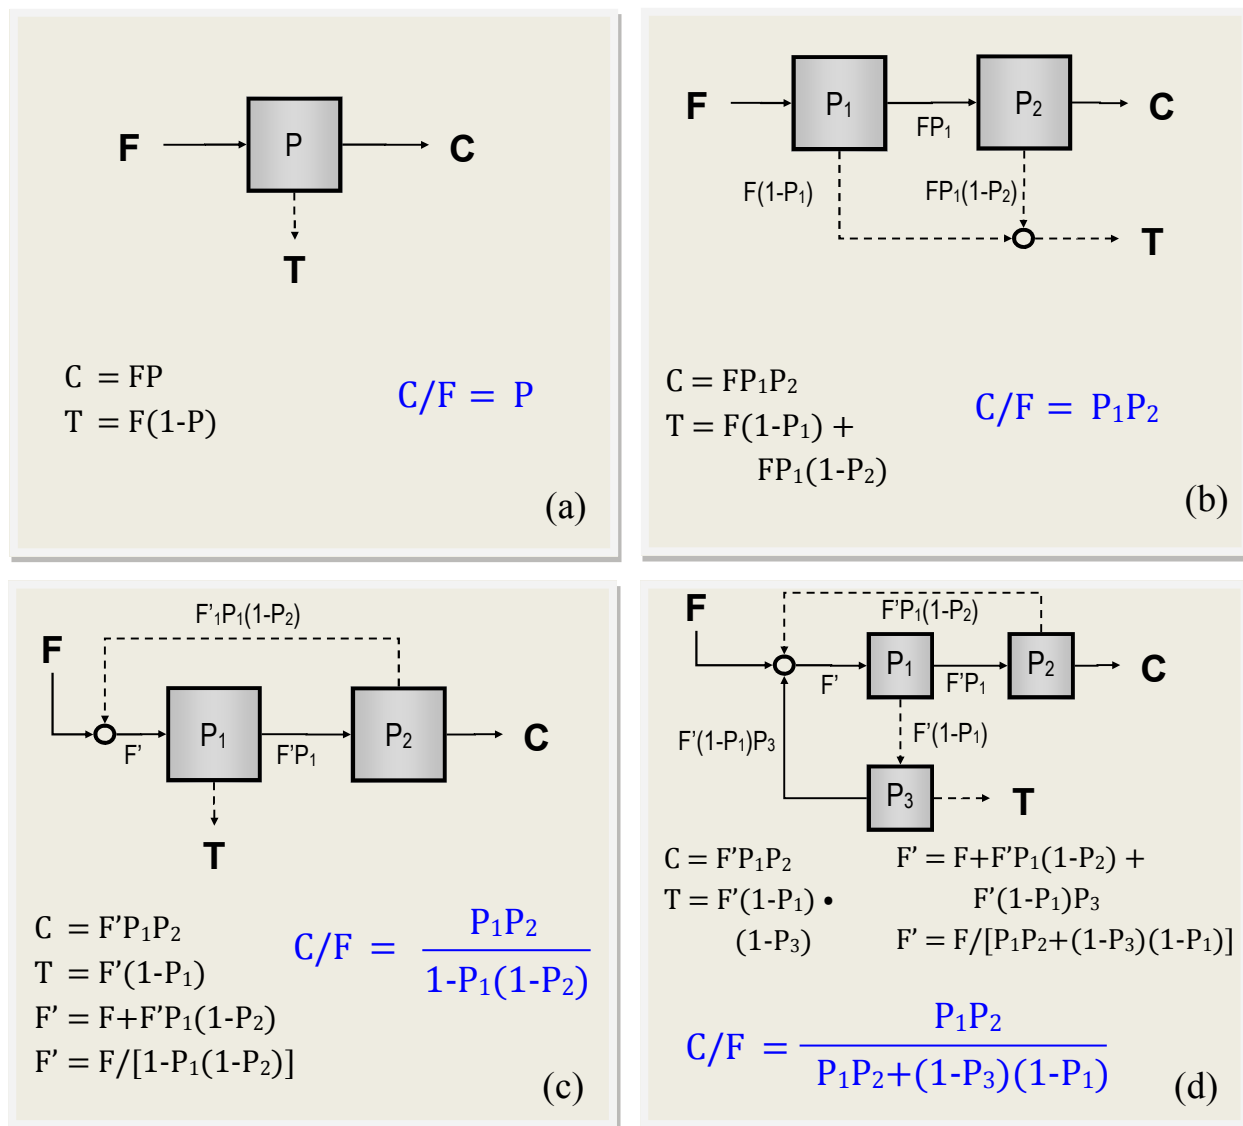 F
P
C
T
C = FP
T = F(1-P)
C/F = P
(a)
F
P₁
FP₁
P₂
C
F(1-P₁)
FP₁(1-P₂)
T
C = FP₁P₂
T = F(1-P₁) +
FP₁(1-P₂)
C/F = P₁P₂
(b)
F'₁P₁(1-P₂)
F
F'
P₁
F'P₁
P₂
C
T
C = F'P₁P₂
T = F'(1-P₁)
F' = F+F'P₁(1-P₂)
F' = F/[1-P₁(1-P₂)]
C/F = P₁P₂
1-P₁(1-P₂)
(c)
F
F'P₁(1-P₂)
F'
P₁
F'P₁
P₂
C
F'(1-P₁)P₃
F'(1-P₁)
P₃
T
C = F'P₁P₂
T = F'(1-P₁) •
(1-P₃)
F' = F+F'P₁(1-P₂) +
F'(1-P₁)P₃
F' = F/[P₁P₂+(1-P₃)(1-P₁)]
C/F = P₁P₂
P₁P₂+(1-P₃)(1-P₁)
(d)